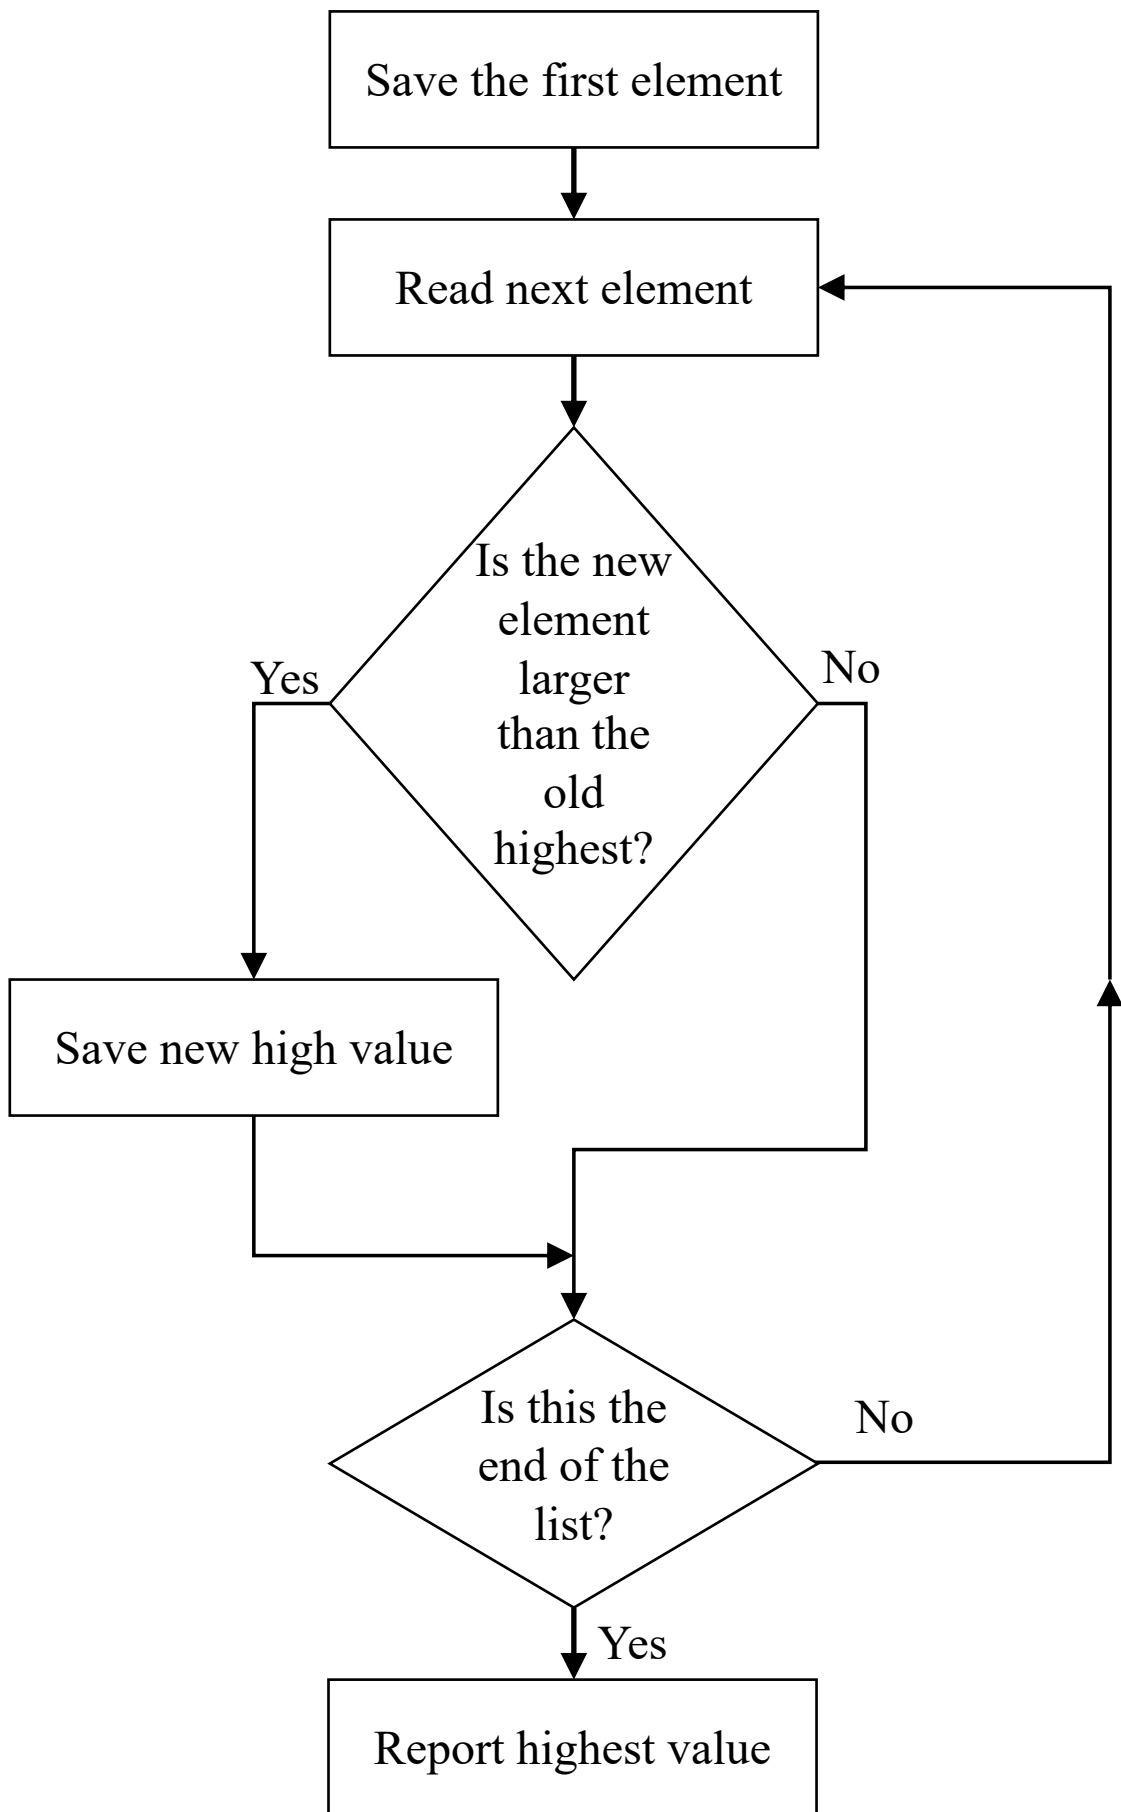 Save the first element
Read next element
Is the new
element
larger
than the
old
highest?
Yes
No
Save new high value
Is this the
end of the
list?
No
Yes
Report highest value